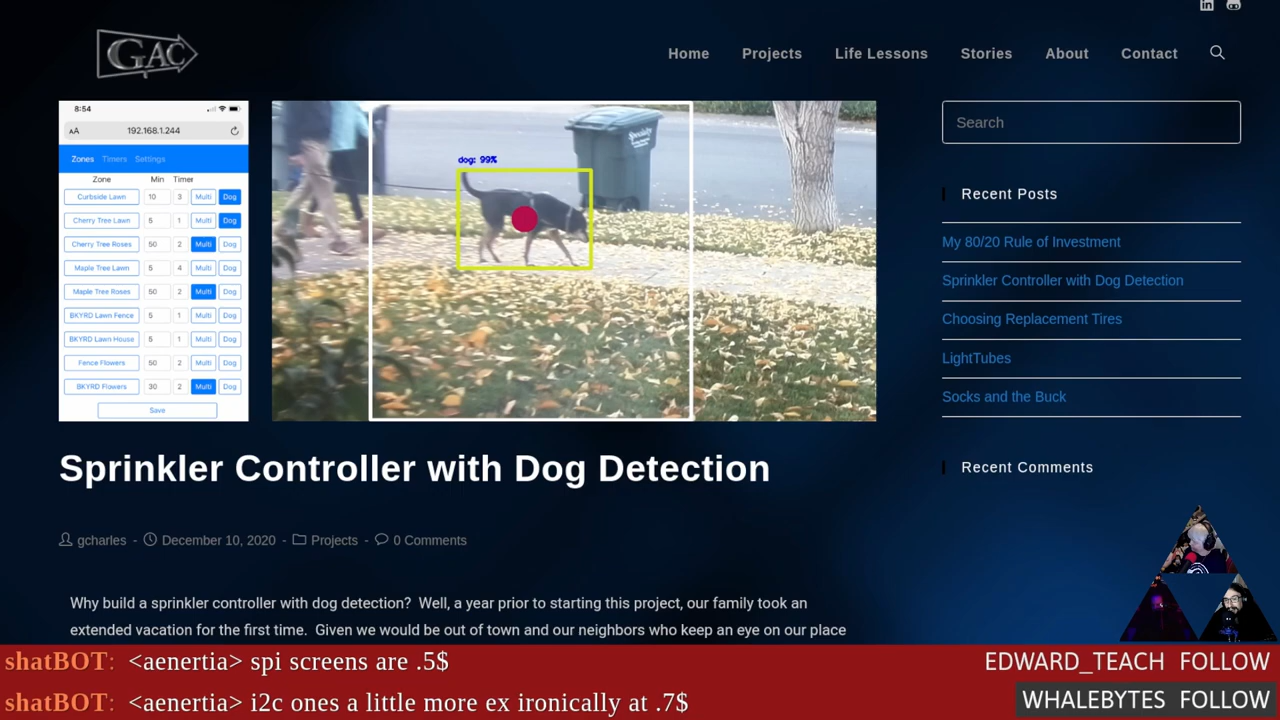 GAC
Home Projects Life Lessons Stories About Contact
8:54
AA 192.168.1.244
Zones Timers Settings
Zone Min Timer
Curbside Lawn 10 3 Multi Dog
Cherry Tree Lawn 5 1 Multi Dog
Cherry Tree Roses 50 2 Multi Dog
Maple Tree Lawn 5 4 Multi Dog
Maple Tree Roses 50 2 Multi Dog
BKYRD Lawn Fence 5 1 Multi Dog
BKYRD Lawn House 5 1 Multi Dog
Fence Flowers 50 2 Multi Dog
BKYRD Flowers 30 2 Multi Dog
Save
dog: 99%
Specialty
Search
Recent Posts
My 80/20 Rule of Investment
Sprinkler Controller with Dog Detection
Choosing Replacement Tires
LightTubes
Socks and the Buck
Recent Comments
Sprinkler Controller with Dog Detection
gcharles - December 10, 2020 - Projects - 0 Comments
Why build a sprinkler controller with dog detection? Well, a year prior to starting this project, our family took an
extended vacation for the first time. Given we would be out of town and our neighbors who keep an eye on our place
shatBOT: <aenertia> spi screens are .5$
shatBOT: <aenertia> i2c ones a little more ex ironically at .7$
EDWARD_TEACH FOLLOW
WHALEBYTES FOLLOW